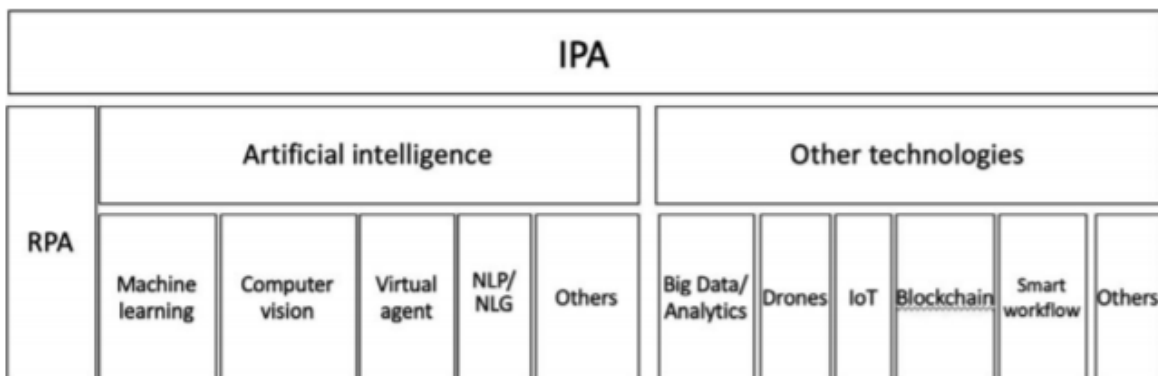 IPA
Artificial intelligence
Other technologies
RPA
Machine
learning
Computer
vision
Virtual
agent
NLP/
NLG
Others
Big Data/
Analytics
Drones
IoT
Blockchain
Smart
workflow
Others